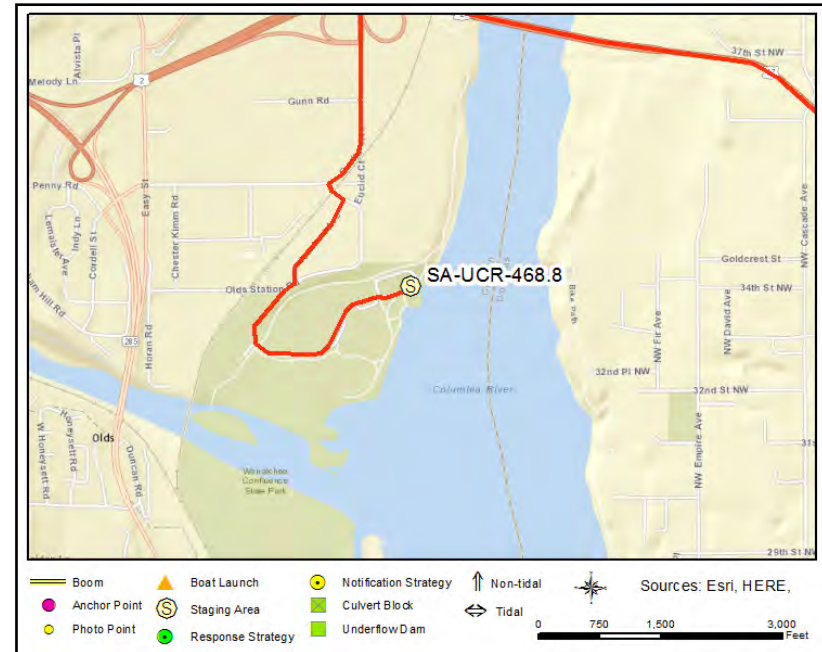 37th St NW
Alvista Pl
Melody Ln
2
Gunn Rd
Euclid Ct
Penny Rd
Easy St
Chester Kimm Rd
Lemaister Ave
Indy Ln
Cordell St
NW Cascade Ave
Goldcrest St
SA-UCR-468.8
S
Olds Station
34th St NW
Bike Path
NW Fir Ave
NW David Ave
Horan Rd
285
32nd Pl NW
32nd St NW
Columbia River
Olds
W Honeysett Rd
Honeysett Rd
Duncan Rd
Wenatchee
Confluence
State Park
NW Empire Ave
29th St NW
Boom
Boat Launch
Notification Strategy
Non-tidal
Sources: Esri, HERE,
Anchor Point
S
Staging Area
Culvert Block
Tidal
Photo Point
Response Strategy
Underflow Dam
0 750 1,500 3,000
Feet